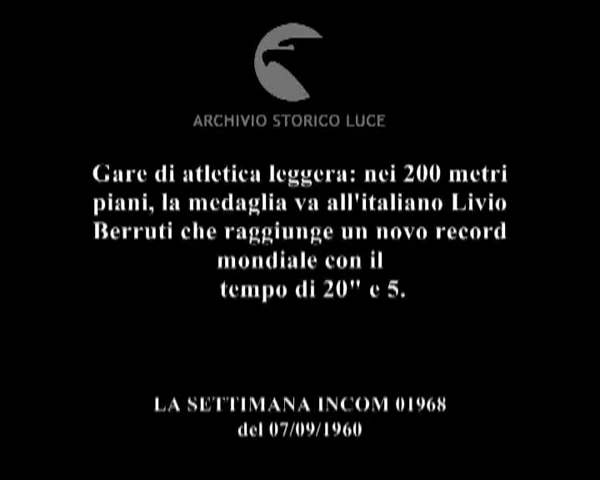 ARCHIVIO STORICO LUCE
Gare di atletica leggera: nei 200 metri
piani, la medaglia va all'italiano Livio
Berruti che raggiunge un novo record
mondiale con il
tempo di 20" e 5.
LA SETTIMANA INCOM 01968
del 07/09/1960